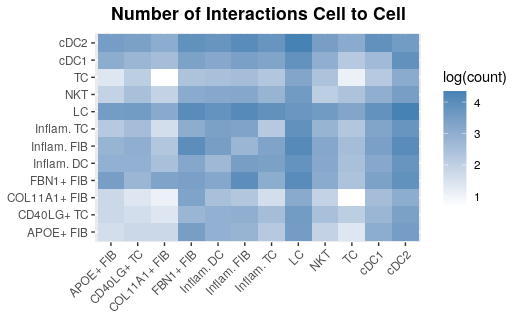 Number of Interactions Cell to Cell
cDC2
cDC1
TC
NKT
LC
Inflam. TC
Inflam. FIB
Inflam. DC
FBN1+ FIB
COL11A1+ FIB
CD40LG+ TC
APOE+ FIB
APOE+ FIB
CD40LG+ TC
COL11A1+ FIB
FBN1+ FIB
Inflam. DC
Inflam. FIB
Inflam. TC
LC
NKT
TC
cDC1
cDC2
log(count)
4
3
2
1